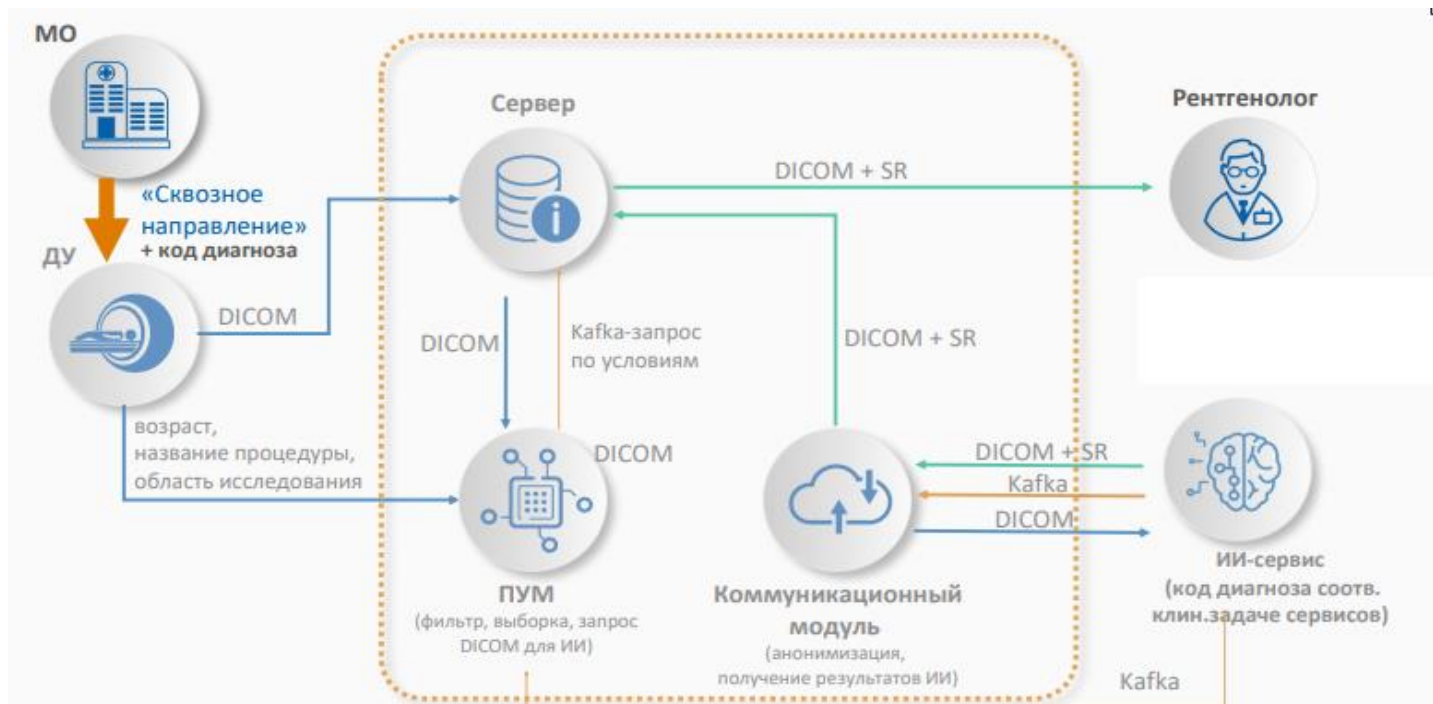 МО
Сервер
Рентгенолог
DICOM + SR
«Сквозное
направление»
+ код диагноза
ДУ
DICOM
DICOM
Kafka-запрос
по условиям
DICOM + SR
возраст,
название процедуры,
область исследования
DICOM
DICOM + SR
Kafka
DICOM
ПУМ
(фильтр, выборка, запрос
DICOM для ИИ)
Коммуникационный
модуль
(анонимизация,
получение результатов ИИ)
ИИ-сервис
(код диагноза соотв.
клин.задаче сервисов)
Kafka